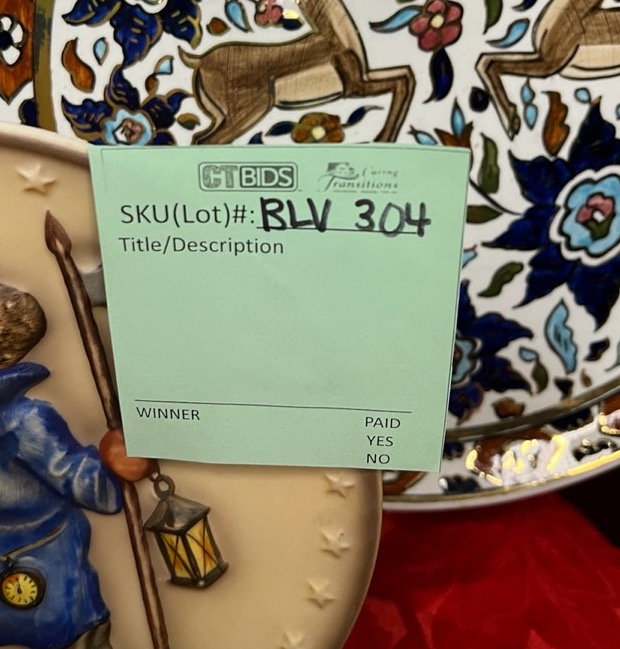 CTBIDS Caring Transitions
SKU(Lot)#: BLV 304
Title/Description
WINNER
PAID
YES
NO